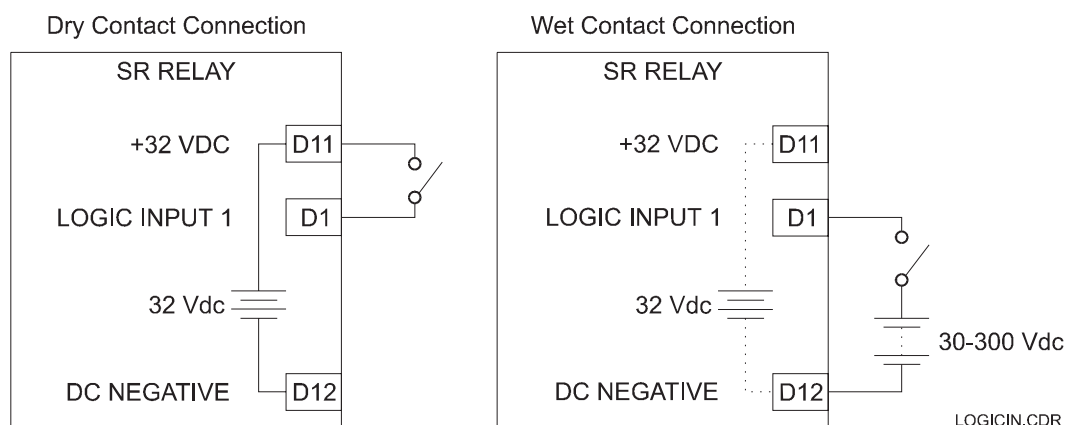 Dry Contact Connection
SR RELAY
+32 VDC
D11
LOGIC INPUT 1
D1
32 Vdc
DC NEGATIVE
D12
Wet Contact Connection
SR RELAY
+32 VDC
D11
LOGIC INPUT 1
D1
32 Vdc
30-300 Vdc
DC NEGATIVE
D12
LOGICIN.CDR